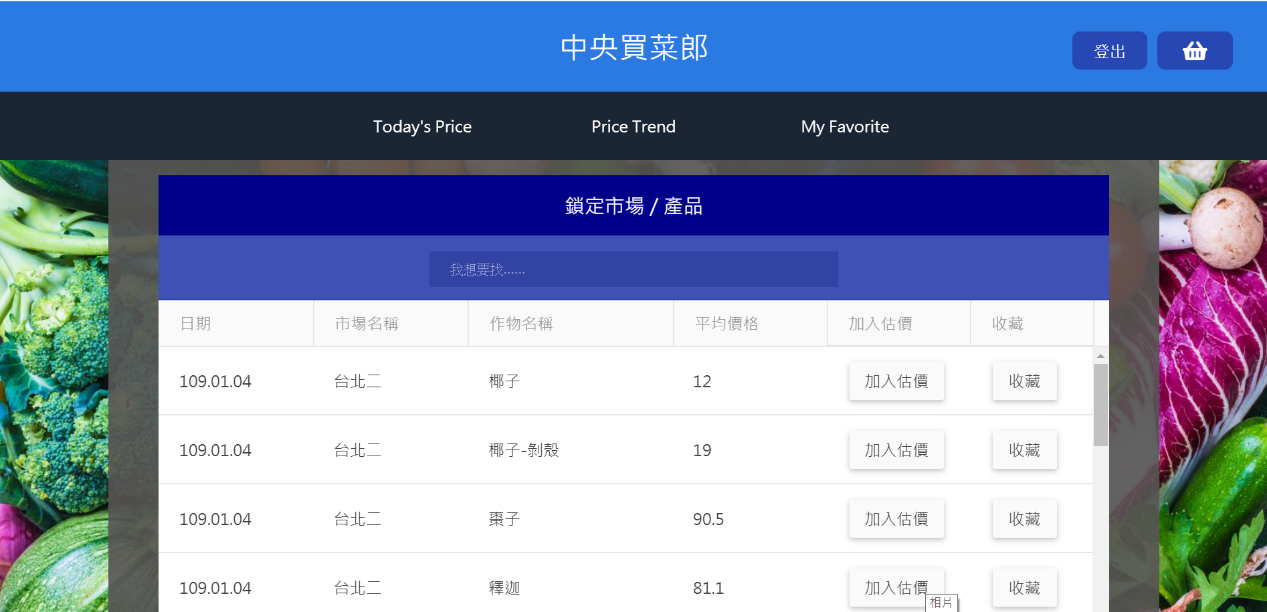 中央買菜郎
登出
Today's Price Price Trend My Favorite
鎖定市場 / 產品
我想要找......
日期 市場名稱 作物名稱 平均價格 加入估價 收藏
109.01.04 台北二 椰子 12 加入估價 收藏
109.01.04 台北二 椰子-剝殼 19 加入估價 收藏
109.01.04 台北二 棗子 90.5 加入估價 收藏
109.01.04 台北二 釋迦 81.1 加入估價 收藏
相片